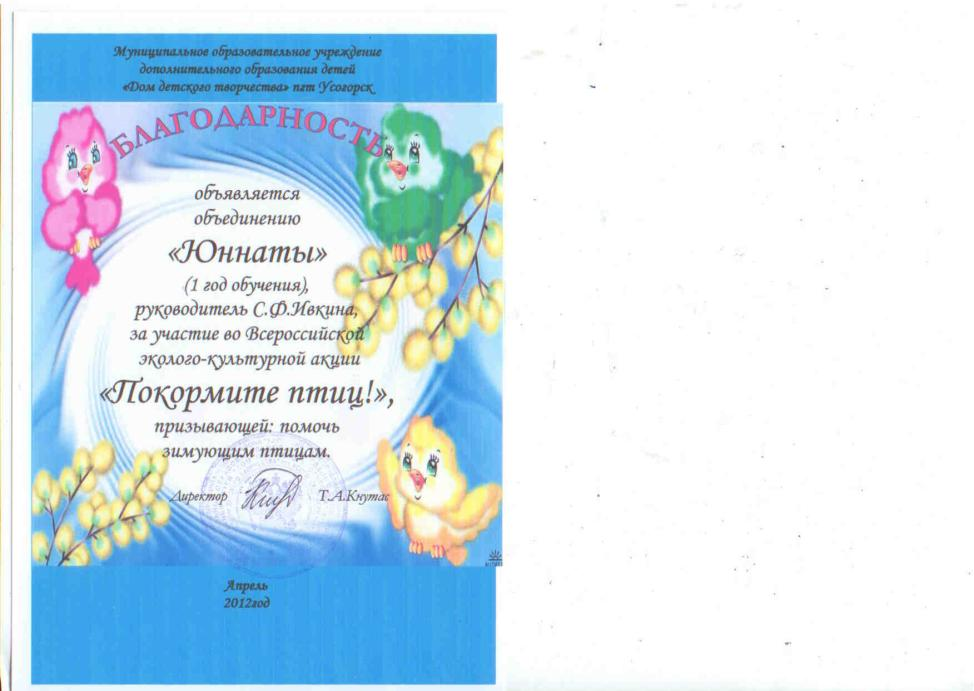 Муниципальное образовательное учреждение
дополнительного образования детей
«Дом детского творчества» пгт Усогорск
БЛАГОДАРНОСТЬ
объявляется
объединению
«Юннаты»
(1 год обучения),
руководитель С.Ф.Ивкина,
за участие во Всероссийской
эколого-культурной акции
«Покормите птиц!»,
призывающей: помочь
зимующим птицам.
Директор Т.А.Кнутас
Апрель
2012год